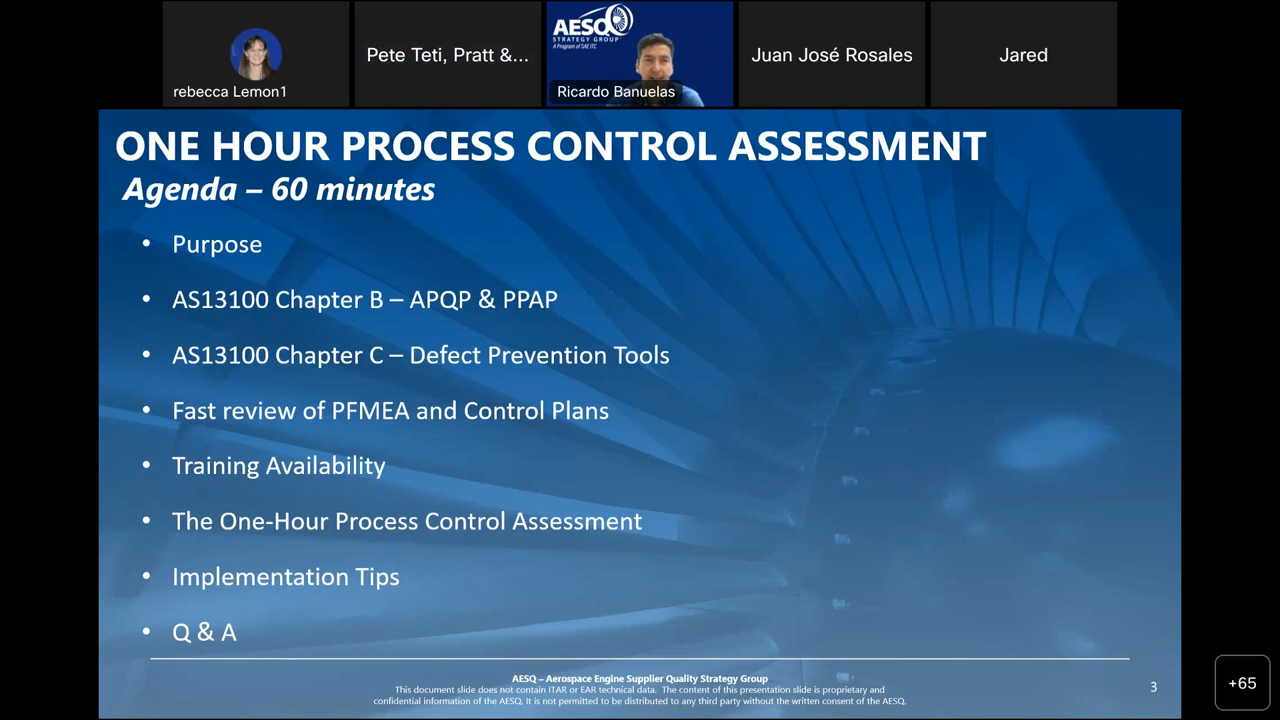 AESQ
STRATEGY GROUP
A Program of SAE ITC
rebecca Lemon1
Pete Teti, Pratt &...
Ricardo Banuelas
Juan José Rosales
Jared
ONE HOUR PROCESS CONTROL ASSESSMENT
Agenda – 60 minutes
• Purpose
• AS13100 Chapter B – APQP & PPAP
• AS13100 Chapter C – Defect Prevention Tools
• Fast review of PFMEA and Control Plans
• Training Availability
• The One-Hour Process Control Assessment
• Implementation Tips
• Q & A
AESQ – Aerospace Engine Supplier Quality Strategy Group
This document slide does not contain ITAR or EAR technical data. The content of this presentation slide is proprietary and
confidential information of the AESQ. It is not permitted to be distributed to any third party without the written consent of the AESQ.
3
+65